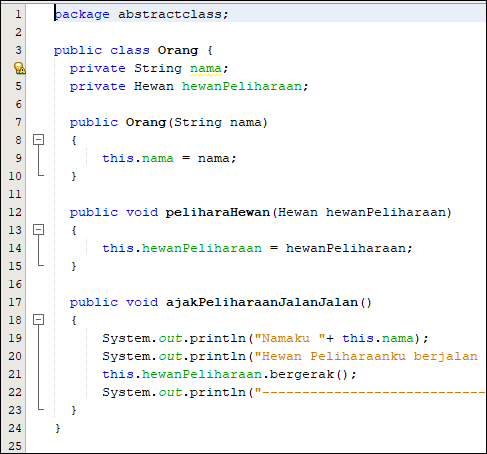 1 package abstractclass;
2
3 public class Orang {
private String nama;
5 private Hewan hewanPeliharaan;
6
7 public Orang(String nama)
8 {
9 this.nama = nama;
10 }
11
12 public void peliharaHewan(Hewan hewanPeliharaan)
13 {
14 this.hewanPeliharaan = hewanPeliharaan;
15 }
16
17 public void ajakPeliharaanJalanJalan()
18 {
19 System.out.println("Namaku "+ this.nama);
20 System.out.println("Hewan Peliharaanku berjalan
21 this.hewanPeliharaan.bergerak();
22 System.out.println("----------------------------
23 }
24 }
25